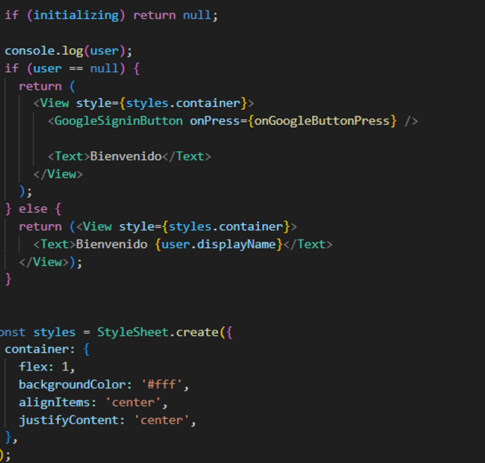 if (initializing) return null;
console.log(user);
if (user == null) {
return (
<View style={styles.container}>
<GoogleSigninButton onPress={onGoogleButtonPress} />
<Text>Bienvenido</Text>
</View>
);
} else {
return (<View style={styles.container}>
<Text>Bienvenido {user.displayName}</Text>
</View>);
}
onst styles = StyleSheet.create({
container: {
flex: 1,
backgroundColor: '#fff',
alignItems: 'center',
justifyContent: 'center',
},
);